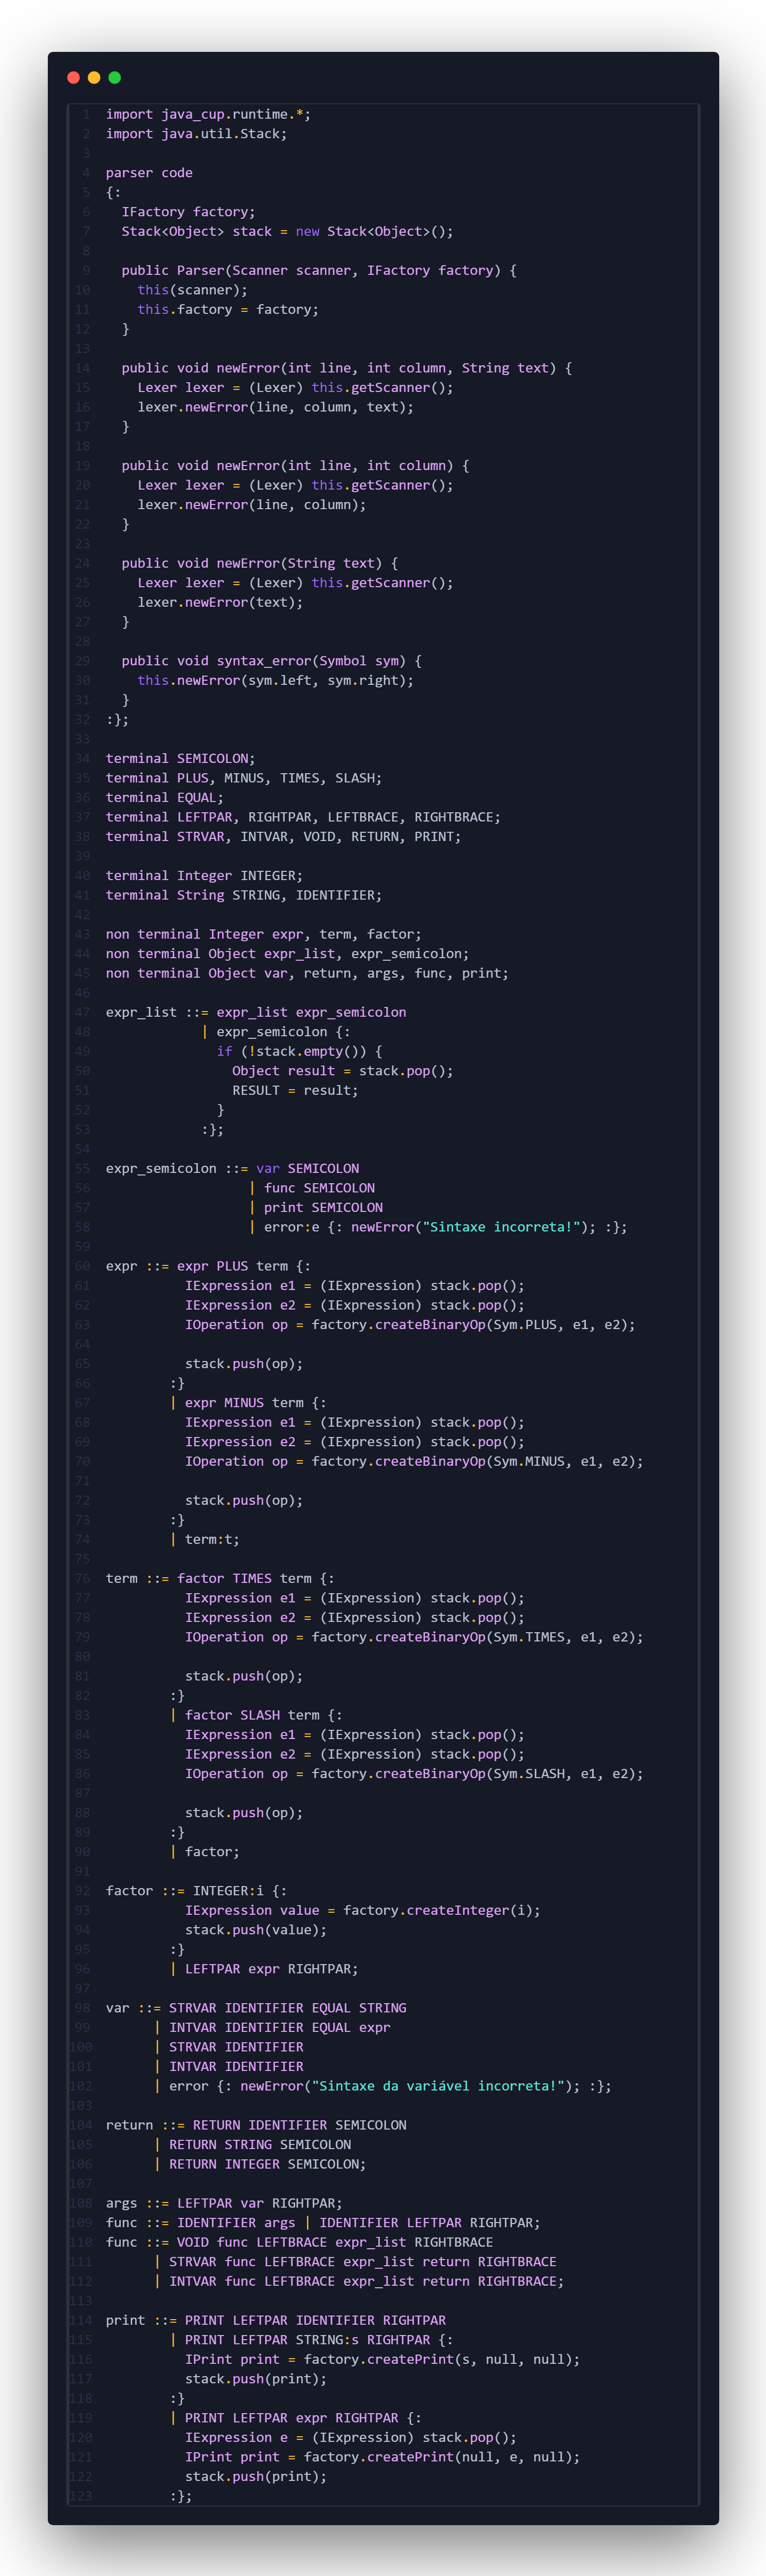 1 import java_cup.runtime.*;
2 import java.util.Stack;
3
4 parser code
5 {:
6   IFactory factory;
7   Stack<Object> stack = new Stack<Object>();
8
9   public Parser(Scanner scanner, IFactory factory) {
10     this(scanner);
11     this.factory = factory;
12   }
13
14   public void newError(int line, int column, String text) {
15     Lexer lexer = (Lexer) this.getScanner();
16     lexer.newError(line, column, text);
17   }
18
19   public void newError(int line, int column) {
20     Lexer lexer = (Lexer) this.getScanner();
21     lexer.newError(line, column);
22   }
23
24   public void newError(String text) {
25     Lexer lexer = (Lexer) this.getScanner();
26     lexer.newError(text);
27   }
28
29   public void syntax_error(Symbol sym) {
30     this.newError(sym.left, sym.right);
31   }
32 :};
33
34 terminal SEMICOLON;
35 terminal PLUS, MINUS, TIMES, SLASH;
36 terminal EQUAL;
37 terminal LEFTPAR, RIGHTPAR, LEFTBRACE, RIGHTBRACE;
38 terminal STRVAR, INTVAR, VOID, RETURN, PRINT;
39
40 terminal Integer INTEGER;
41 terminal String STRING, IDENTIFIER;
42
43 non terminal Integer expr, term, factor;
44 non terminal Object expr_list, expr_semicolon;
45 non terminal Object var, return, args, func, print;
46
47 expr_list ::= expr_list expr_semicolon
48             | expr_semicolon {:
49               if (!stack.empty()) {
50                 Object result = stack.pop();
51                 RESULT = result;
52               }
53             :};
54
55 expr_semicolon ::= var SEMICOLON
56                   | func SEMICOLON
57                   | print SEMICOLON
58                   | error:e {: newError("Sintaxe incorreta!"); :};
59
60 expr ::= expr PLUS term {:
61           IExpression e1 = (IExpression) stack.pop();
62           IExpression e2 = (IExpression) stack.pop();
63           IOperation op = factory.createBinaryOp(Sym.PLUS, e1, e2);
64
65           stack.push(op);
66         :}
67         | expr MINUS term {:
68           IExpression e1 = (IExpression) stack.pop();
69           IExpression e2 = (IExpression) stack.pop();
70           IOperation op = factory.createBinaryOp(Sym.MINUS, e1, e2);
71
72           stack.push(op);
73         :}
74         | term:t;
75
76 term ::= factor TIMES term {:
77           IExpression e1 = (IExpression) stack.pop();
78           IExpression e2 = (IExpression) stack.pop();
79           IOperation op = factory.createBinaryOp(Sym.TIMES, e1, e2);
80
81           stack.push(op);
82         :}
83         | factor SLASH term {:
84           IExpression e1 = (IExpression) stack.pop();
85           IExpression e2 = (IExpression) stack.pop();
86           IOperation op = factory.createBinaryOp(Sym.SLASH, e1, e2);
87
88           stack.push(op);
89         :}
90         | factor;
91
92 factor ::= INTEGER:i {:
93           IExpression value = factory.createInteger(i);
94           stack.push(value);
95         :}
96         | LEFTPAR expr RIGHTPAR;
97
98 var ::= STRVAR IDENTIFIER EQUAL STRING
99       | INTVAR IDENTIFIER EQUAL expr
100       | STRVAR IDENTIFIER
101       | INTVAR IDENTIFIER
102       | error {: newError("Sintaxe da variável incorreta!"); :};
103
104 return ::= RETURN IDENTIFIER SEMICOLON
105       | RETURN STRING SEMICOLON
106       | RETURN INTEGER SEMICOLON;
107
108 args ::= LEFTPAR var RIGHTPAR;
109 func ::= IDENTIFIER args | IDENTIFIER LEFTPAR RIGHTPAR;
110 func ::= VOID func LEFTBRACE expr_list RIGHTBRACE
111       | STRVAR func LEFTBRACE expr_list return RIGHTBRACE
112       | INTVAR func LEFTBRACE expr_list return RIGHTBRACE;
113
114 print ::= PRINT LEFTPAR IDENTIFIER RIGHTPAR
115         | PRINT LEFTPAR STRING:s RIGHTPAR {:
116           IPrint print = factory.createPrint(s, null, null);
117           stack.push(print);
118         :}
119         | PRINT LEFTPAR expr RIGHTPAR {:
120           IExpression e = (IExpression) stack.pop();
121           IPrint print = factory.createPrint(null, e, null);
122           stack.push(print);
123         :};